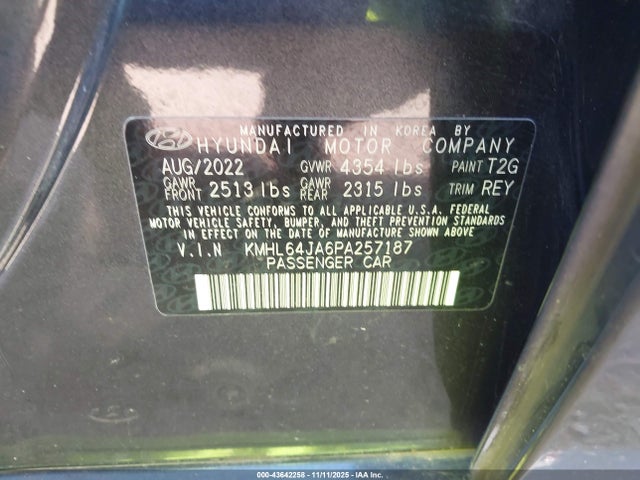 MANUFACTURED IN KOREA BY
HYUNDAI MOTOR COMPANY
AUG/2022 GVWR 4354 lbs PAINT T2G
GAWR FRONT 2513 lbs GAWR REAR 2315 lbs TRIM REY
THIS VEHICLE CONFORMS TO ALL APPLICABLE U.S.A. FEDERAL
MOTOR VEHICLE SAFETY, BUMPER, AND THEFT PREVENTION STANDARDS
IN EFFECT ON THE DATE OF MANUFACTURE SHOWN ABOVE
V.I.N KMHL64JA6PA257187
PASSENGER CAR
000-43642258 - 11/11/2025 - IAA Inc.